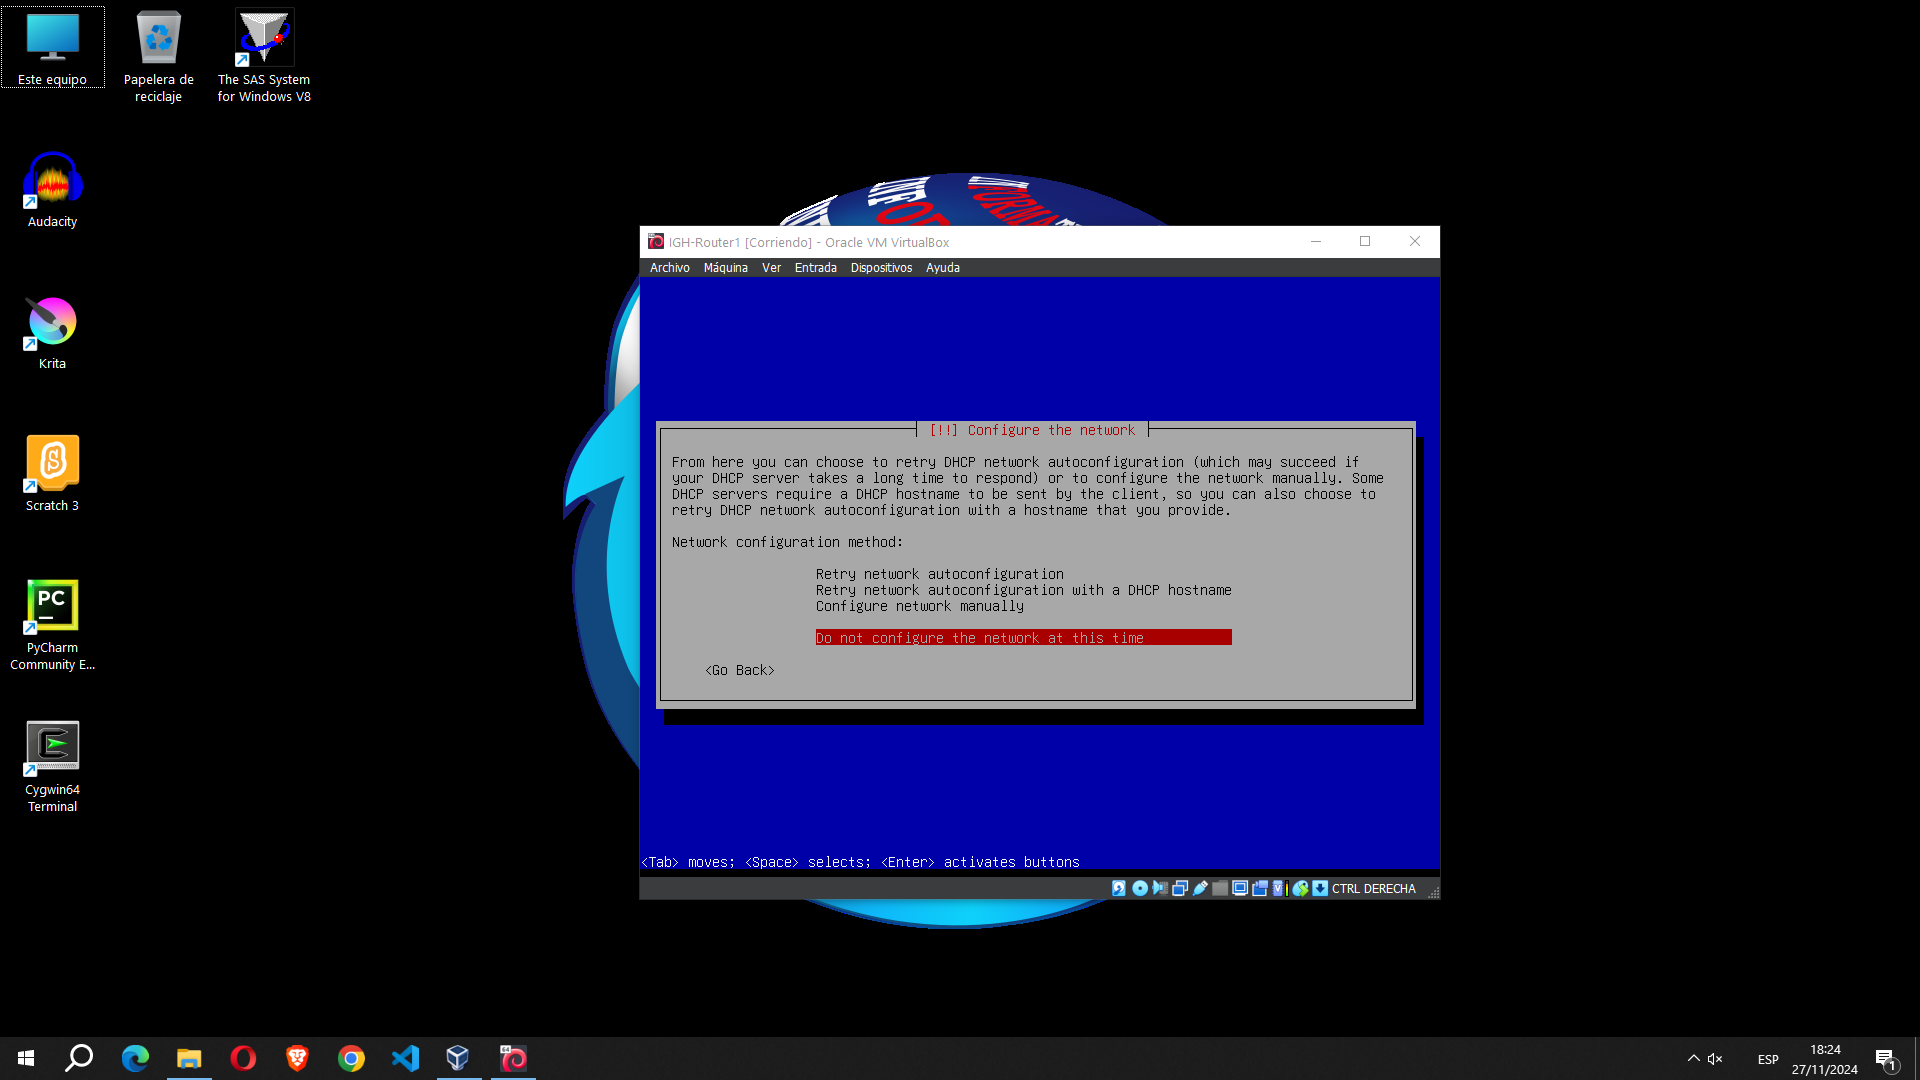 Este equipo
Papelera de
reciclaje
The SAS System
for Windows V8
Audacity
Krita
Scratch 3
PC
PyCharm
Community E...
Cygwin64
Terminal
IGH-Router1 [Corriendo] - Oracle VM VirtualBox
Archivo Máquina Ver Entrada Dispositivos Ayuda
[!!] Configure the network
From here you can choose to retry DHCP network autoconfiguration (which may succeed if
your DHCP server takes a long time to respond) or to configure the network manually. Some
DHCP servers require a DHCP hostname to be sent by the client, so you can also choose to
retry DHCP network autoconfiguration with a hostname that you provide.
Network configuration method:
Retry network autoconfiguration
Retry network autoconfiguration with a DHCP hostname
Configure network manually
Do not configure the network at this time
<Go Back>
<Tab> moves; <Space> selects; <Enter> activates buttons
CTRL DERECHA
ESP
18:24
27/11/2024
1